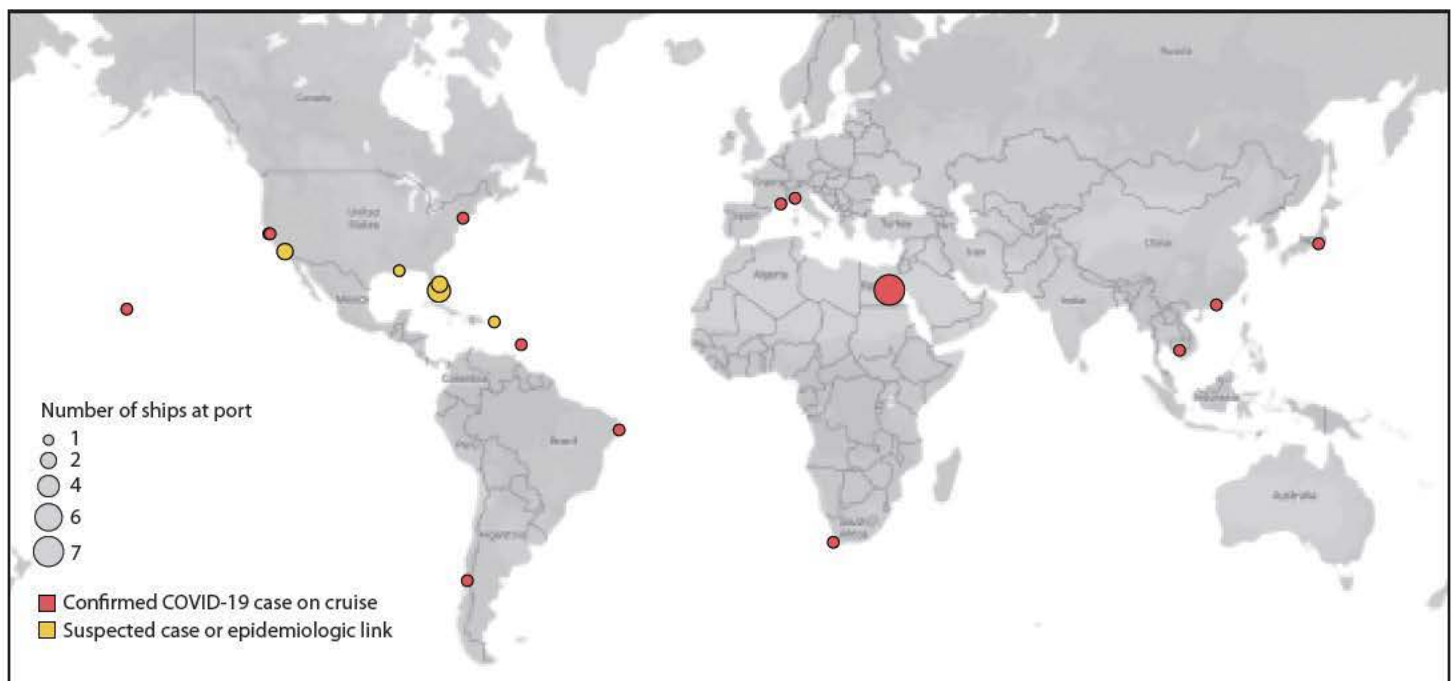 Russia
Canada
France
United
States
Spain
Turkey
China
Iran
Algeria
Mexico
India
Colombia
Number of ships at port
1
2
4
6
7
Peru
Brazil
Indonesia
Australia
South
Africa
Argentina
Confirmed COVID-19 case on cruise
Suspected case or epidemiologic link